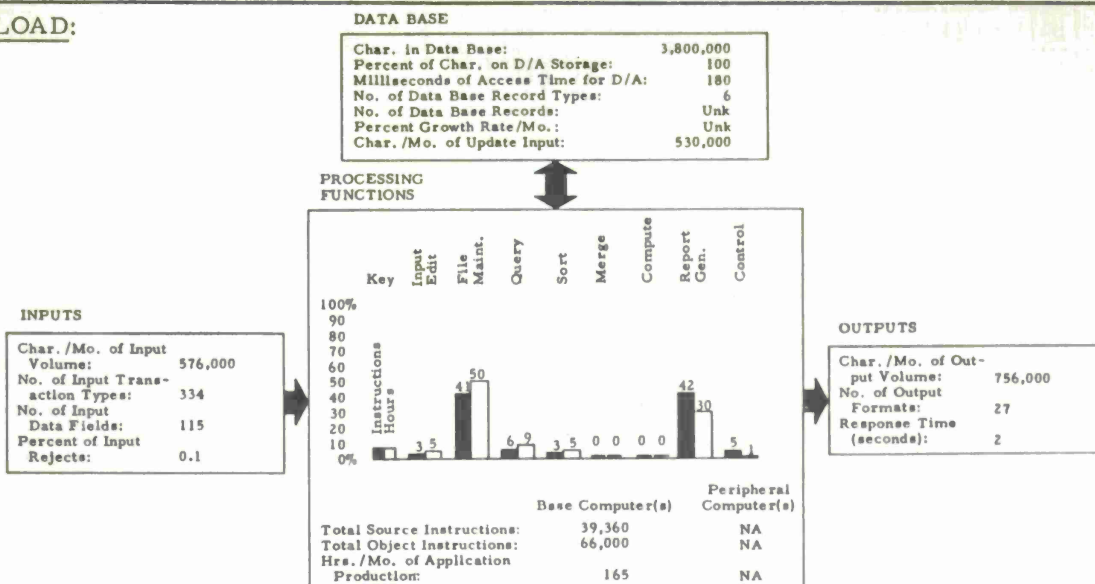 LOAD:
DATA BASE
Char. in Data Base: 3,800,000
Percent of Char. on D/A Storage: 100
Milliseconds of Access Time for D/A: 180
No. of Data Base Record Types: 6
No. of Data Base Records: Unk
Percent Growth Rate/Mo.: Unk
Char./Mo. of Update Input: 530,000
PROCESSING
FUNCTIONS
Key
Input
Edit
File
Maint.
Query
Sort
Merge
Compute
Report
Gen.
Control
100%
90
80
70
60
50
40
30
20
10
0%
Instructions
Hours
3 5
41 50
6 9
3 5
0 0
0 0
42 30
5 1
Base Computer(s)
Peripheral
Computer(s)
Total Source Instructions: 39,360 NA
Total Object Instructions: 66,000 NA
Hrs./Mo. of Application
Production: 165 NA
INPUTS
Char./Mo. of Input
Volume: 576,000
No. of Input Trans-
action Types: 334
No. of Input
Data Fields: 115
Percent of Input
Rejects: 0.1
OUTPUTS
Char./Mo. of Out-
put Volume: 756,000
No. of Output
Formats: 27
Response Time
(seconds): 2